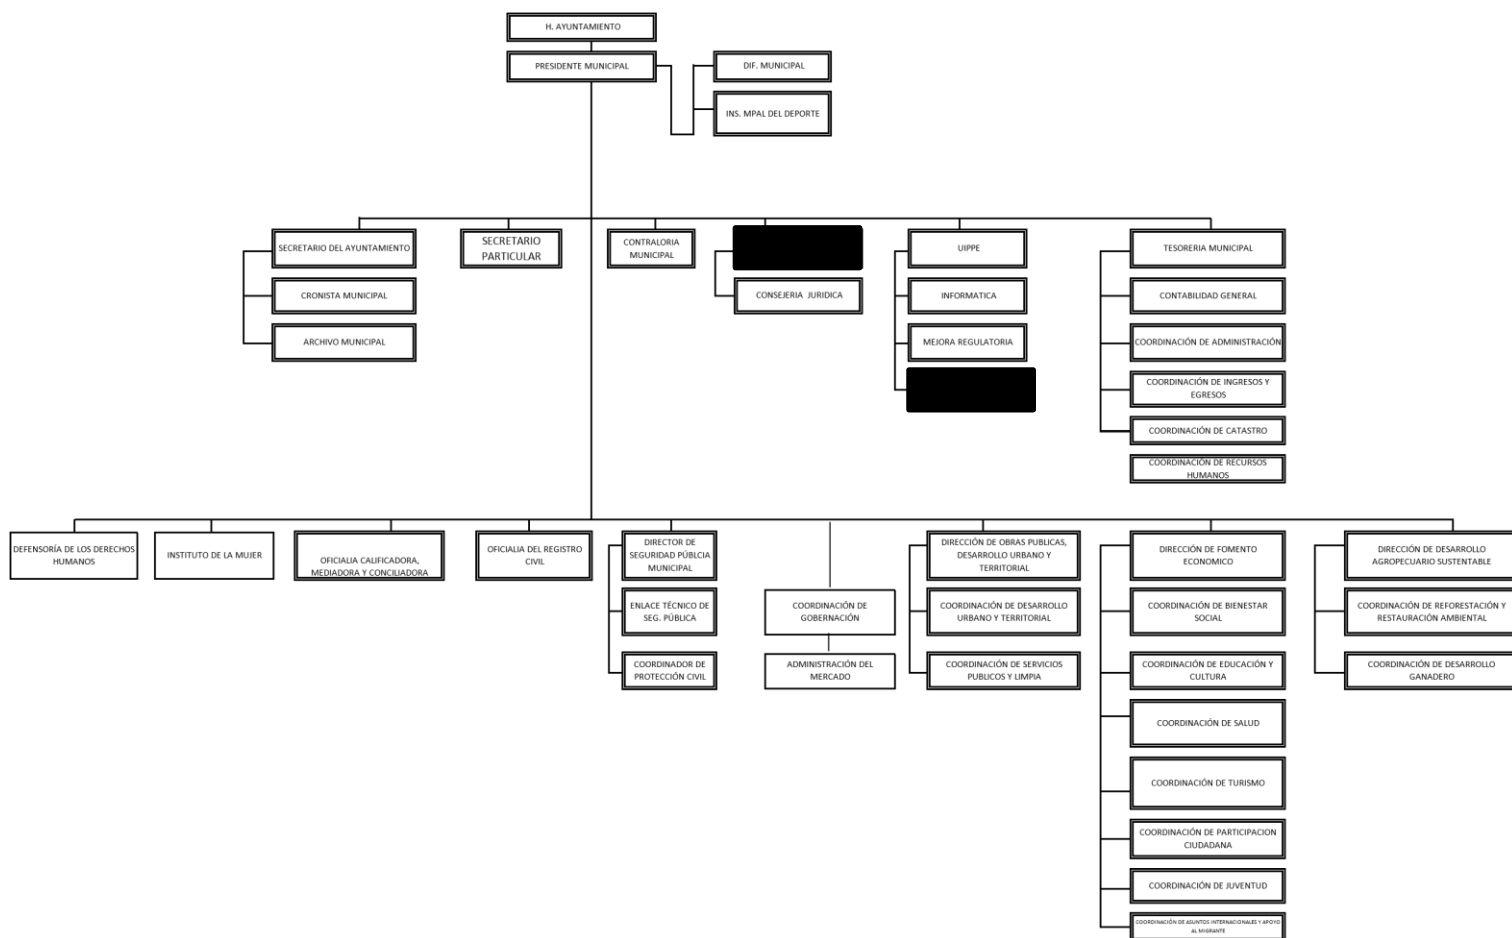 H. AYUNTAMIENTO
PRESIDENTE MUNICIPAL
DIF. MUNICIPAL
INS. MPAL DEL DEPORTE
SECRETARIO DEL AYUNTAMIENTO
CRONISTA MUNICIPAL
ARCHIVO MUNICIPAL
SECRETARIO
PARTICULAR
CONTRALORIA
MUNICIPAL
CONSEJERIA JURIDICA
UIPPE
INFORMATICA
MEJORA REGULATORIA
TESORERIA MUNICIPAL
CONTABILIDAD GENERAL
COORDINACIÓN DE ADMINISTRACIÓN
COORDINACIÓN DE INGRESOS Y
EGRESOS
COORDINACIÓN DE CATASTRO
COORDINACIÓN DE RECURSOS
HUMANOS
DEFENSORÍA DE LOS DERECHOS
HUMANOS
INSTITUTO DE LA MUJER
OFICIALIA CALIFICADORA,
MEDIADORA Y CONCILIADORA
OFICIALIA DEL REGISTRO
CIVIL
DIRECTOR DE
SEGURIDAD PÚBLCIA
MUNICIPAL
ENLACE TÉCNICO DE
SEG. PÚBLICA
COORDINADOR DE
PROTECCIÓN CIVIL
COORDINACIÓN DE
GOBERNACIÓN
ADMINISTRACIÓN DEL
MERCADO
DIRECCIÓN DE OBRAS PUBLICAS,
DESARROLLO URBANO Y
TERRITORIAL
COORDINACIÓN DE DESARROLLO
URBANO Y TERRITORIAL
COORDINACIÓN DE SERVICIOS
PUBLICOS Y LIMPIA
DIRECCIÓN DE FOMENTO
ECONOMICO
COORDINACIÓN DE BIENESTAR
SOCIAL
COORDINACIÓN DE EDUCACIÓN Y
CULTURA
COORDINACIÓN DE SALUD
COORDINACIÓN DE TURISMO
COORDINACIÓN DE PARTICIPACION
CIUDADANA
COORDINACIÓN DE JUVENTUD
COORDINACIÓN DE ASUNTOS INTERNACIONALES Y APOYO
AL MIGRANTE
DIRECCIÓN DE DESARROLLO
AGROPECUARIO SUSTENTABLE
COORDINACIÓN DE REFORESTACIÓN Y
RESTAURACIÓN AMBIENTAL
COORDINACIÓN DE DESARROLLO
GANADERO